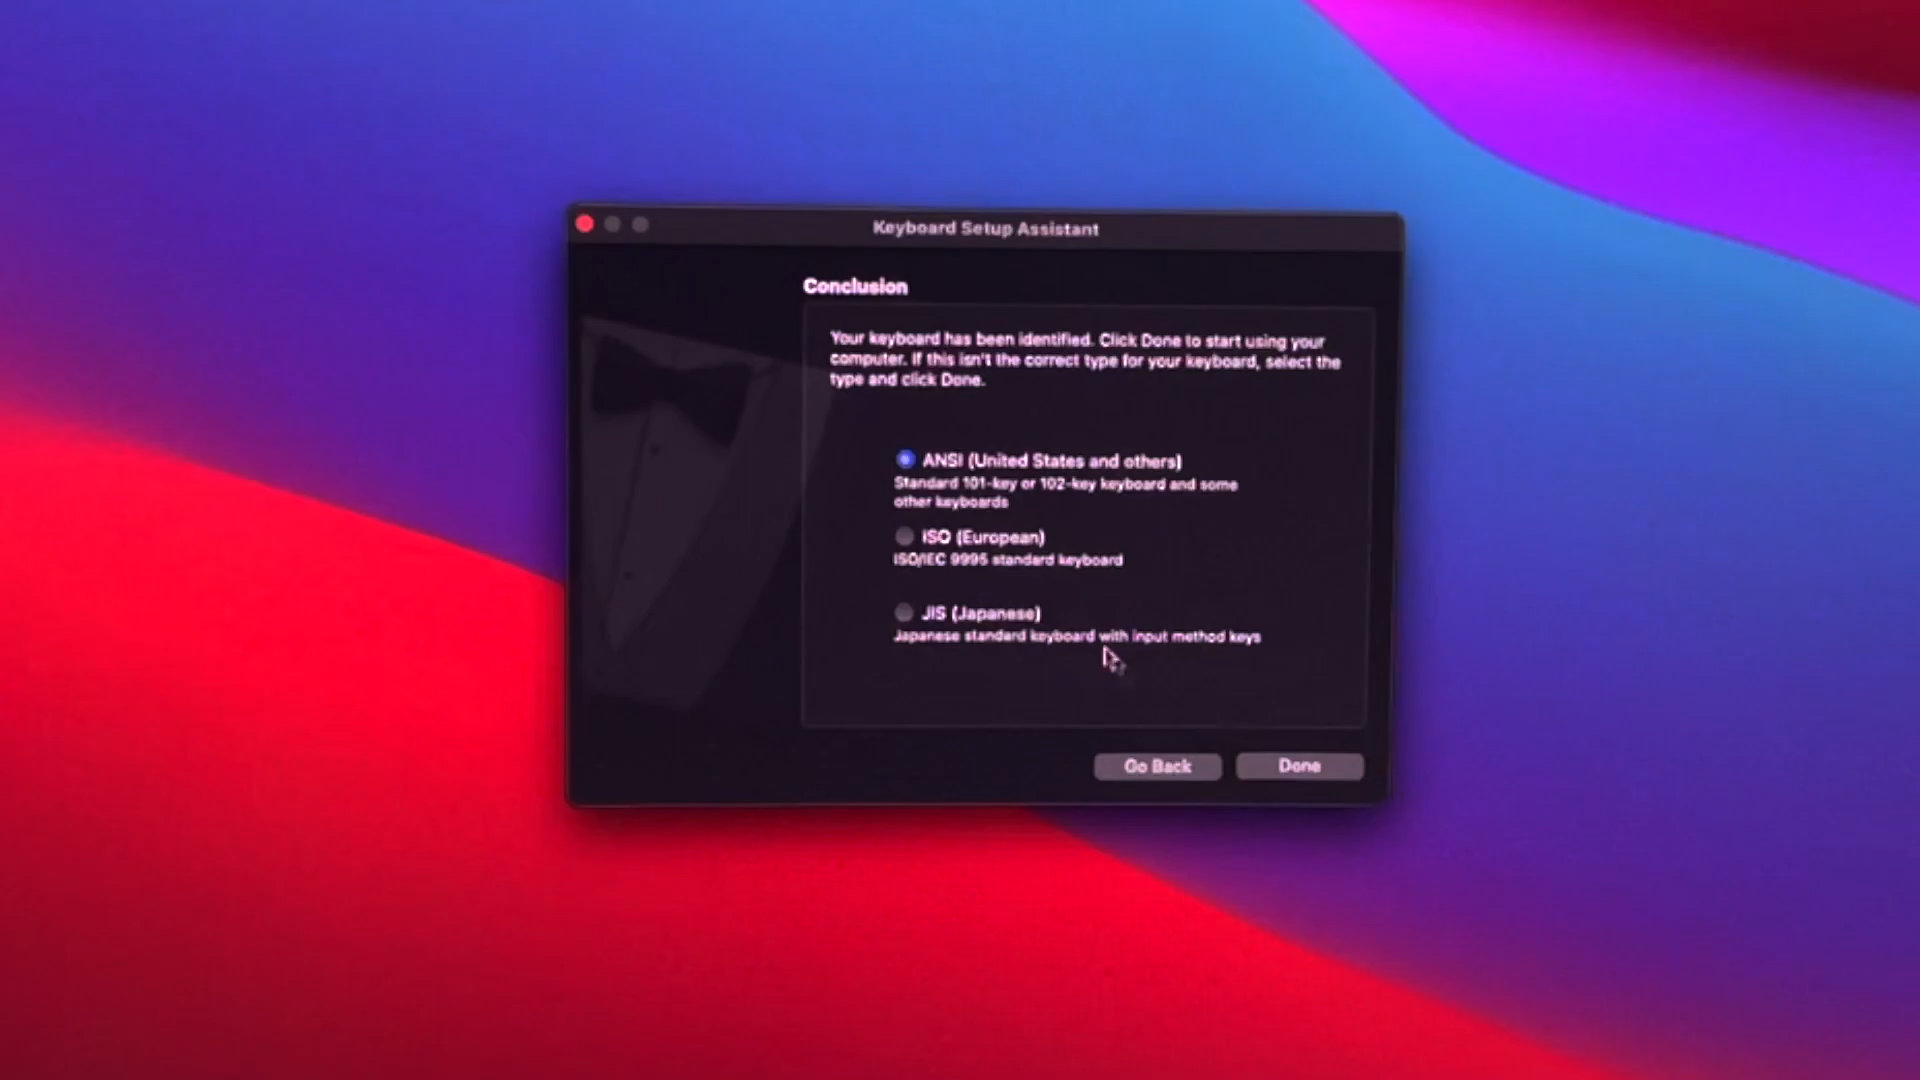 Keyboard Setup Assistant
Conclusion
Your keyboard has been identified. Click Done to start using your
computer. If this isn't the correct type for your keyboard, select the
type and click Done.
ANSI (United States and others)
Standard 101-key or 102-key keyboard and some
other keyboards
ISO (European)
ISO/IEC 9995 standard keyboard
JIS (Japanese)
Japanese standard keyboard with input method keys
Go Back
Done